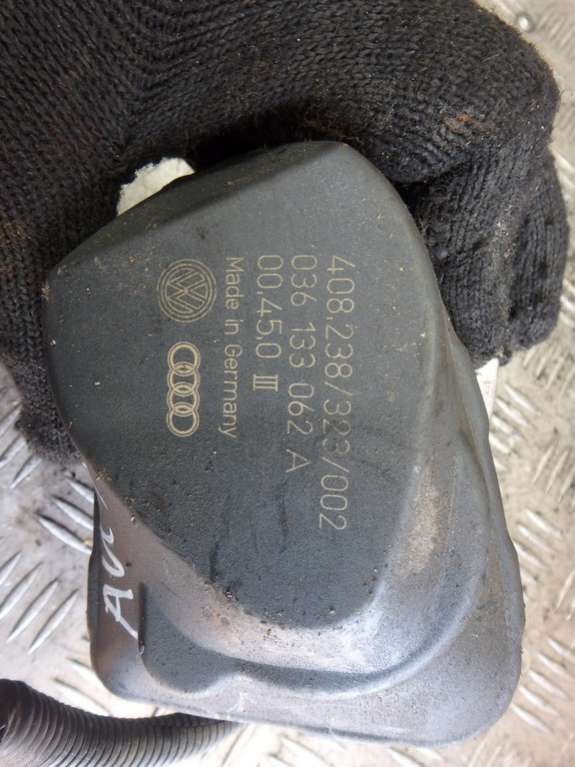 408.238/323/002
036 133 062 A
00.45.0 III
Made in Germany